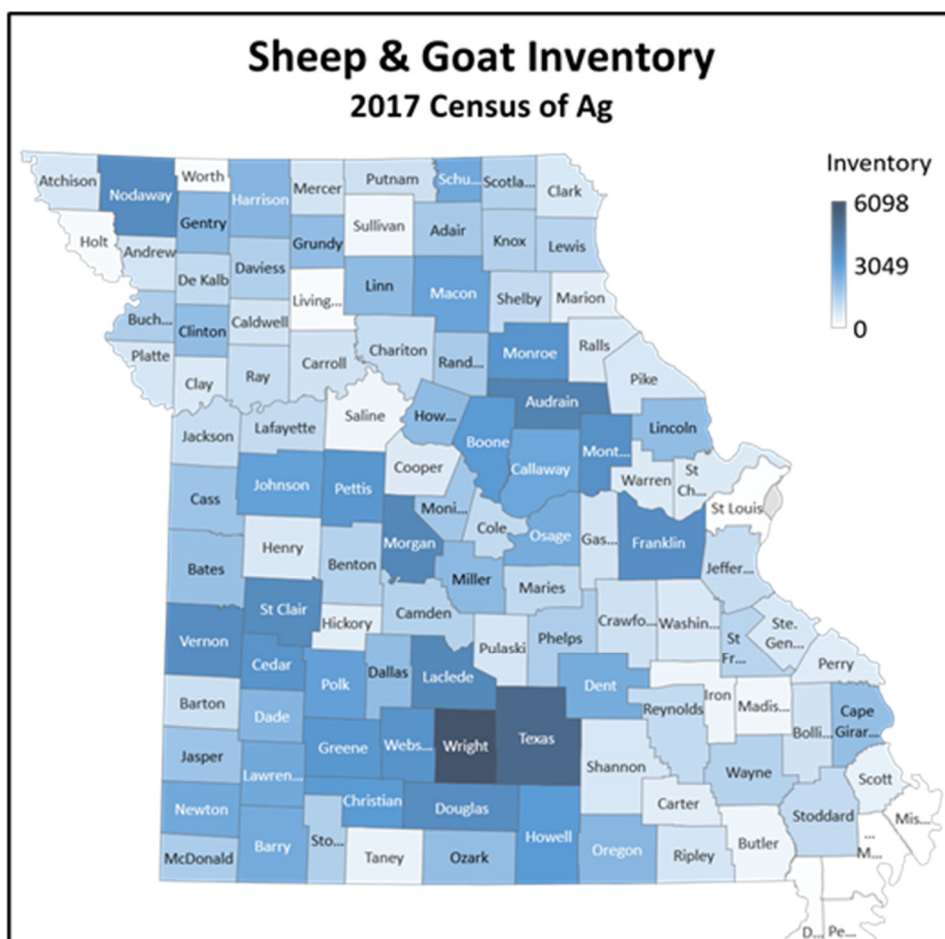 Sheep & Goat Inventory
2017 Census of Ag
Inventory
6098
3049
0
Atchison
Nodaway
Worth
Harrison
Mercer
Putnam
Schu...
Scotla...
Clark
Holt
Andrew
Gentry
Grundy
Sullivan
Adair
Knox
Lewis
De Kalb
Daviess
Living...
Linn
Macon
Shelby
Marion
Buch...
Clinton
Caldwell
Platte
Clay
Ray
Carroll
Chariton
Rand...
Monroe
Ralls
Pike
Audrain
Jackson
Lafayette
Saline
How...
Boone
Callaway
Mont...
Lincoln
Warren
St
Ch...
St Louis
Cass
Johnson
Pettis
Cooper
Moni...
Cole
Osage
Gas...
Franklin
Jeffer...
Bates
Henry
Benton
Morgan
Miller
Maries
Camden
St Clair
Hickory
Vernon
Cedar
Polk
Dallas
Laclede
Pulaski
Phelps
Crawfo...
Washin...
St
Fr...
Ste.
Gen...
Perry
Barton
Dade
Greene
Webs...
Wright
Texas
Dent
Reynolds
Iron
Madis...
Bolli...
Cape
Girar...
Jasper
Lawren...
Christian
Douglas
Shannon
Wayne
Scott
Newton
McDonald
Barry
Sto...
Taney
Ozark
Howell
Oregon
Carter
Ripley
Butler
Stoddard
Mis...
...
M...
D...
Pe...